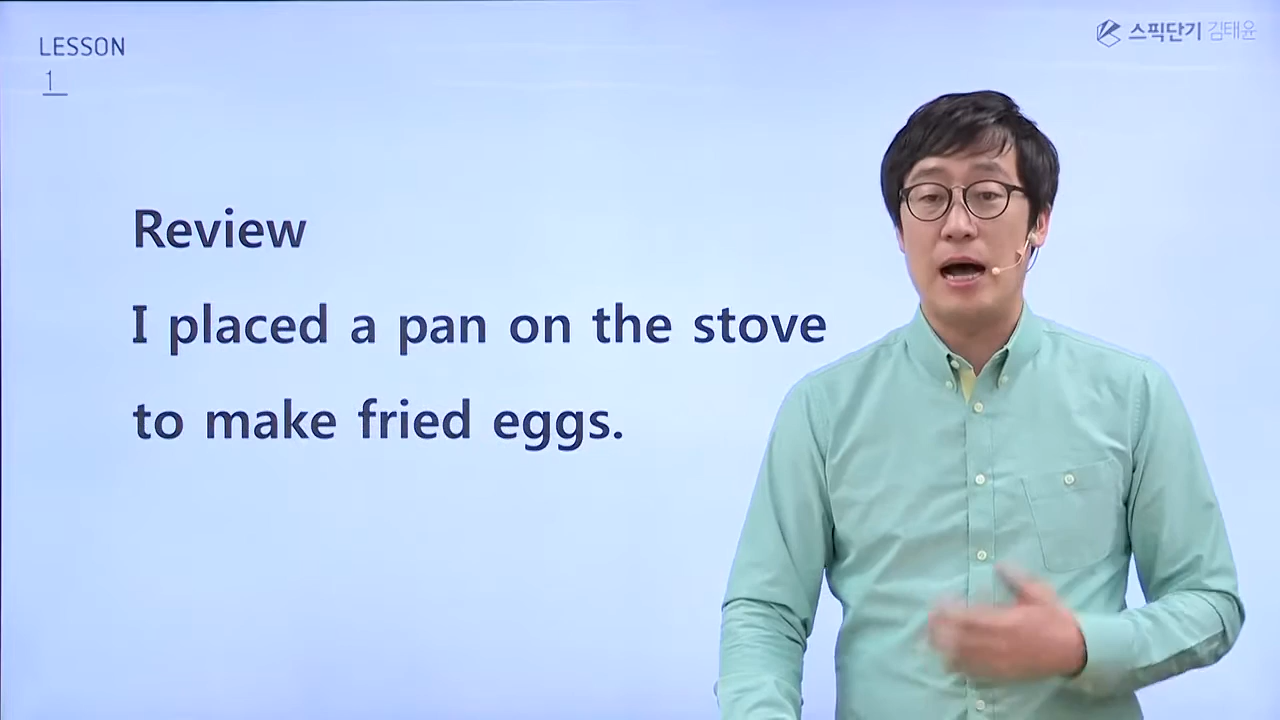 LESSON
1
스픽단기 김태윤
Review
I placed a pan on the stove
to make fried eggs.